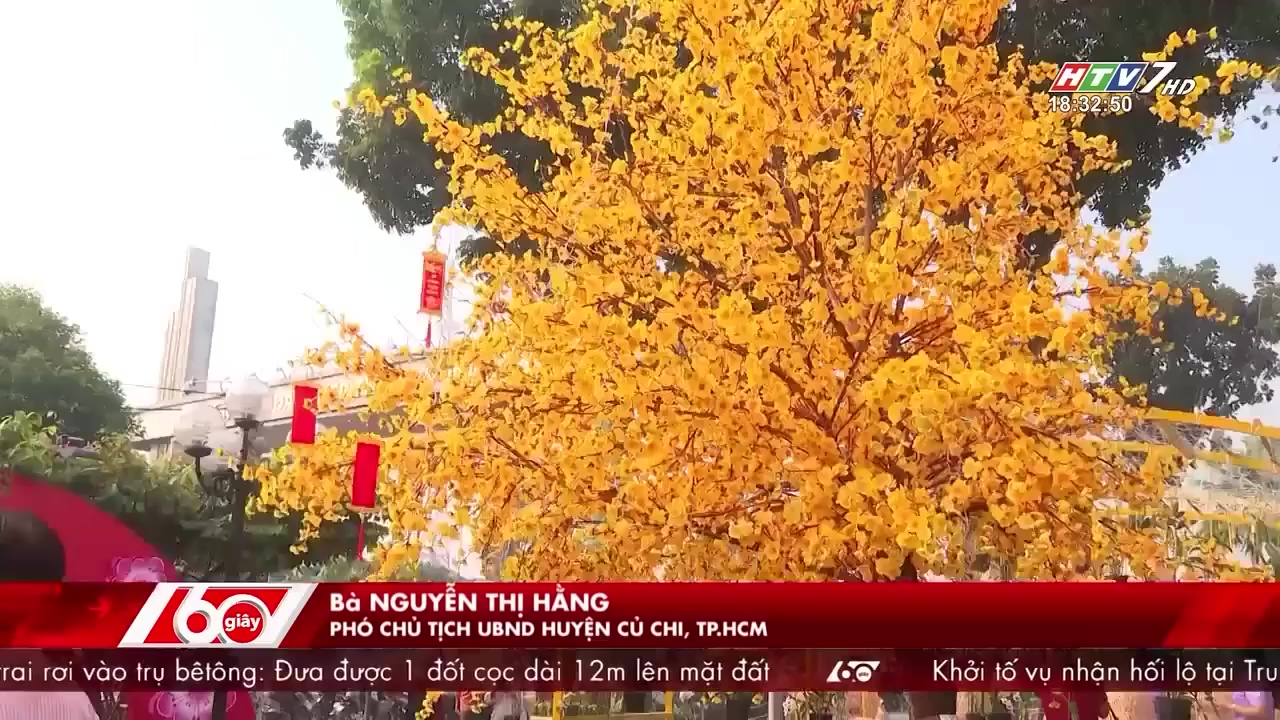 HTV7 HD
18:32:50
60 giây
Bà NGUYỄN THỊ HẰNG
PHÓ CHỦ TỊCH UBND HUYỆN CỦ CHI, TP.HCM
trai rơi vào trụ bêtông: Đưa được 1 đốt cọc dài 12m lên mặt đất 60 Khởi tố vụ nhận hối lộ tại